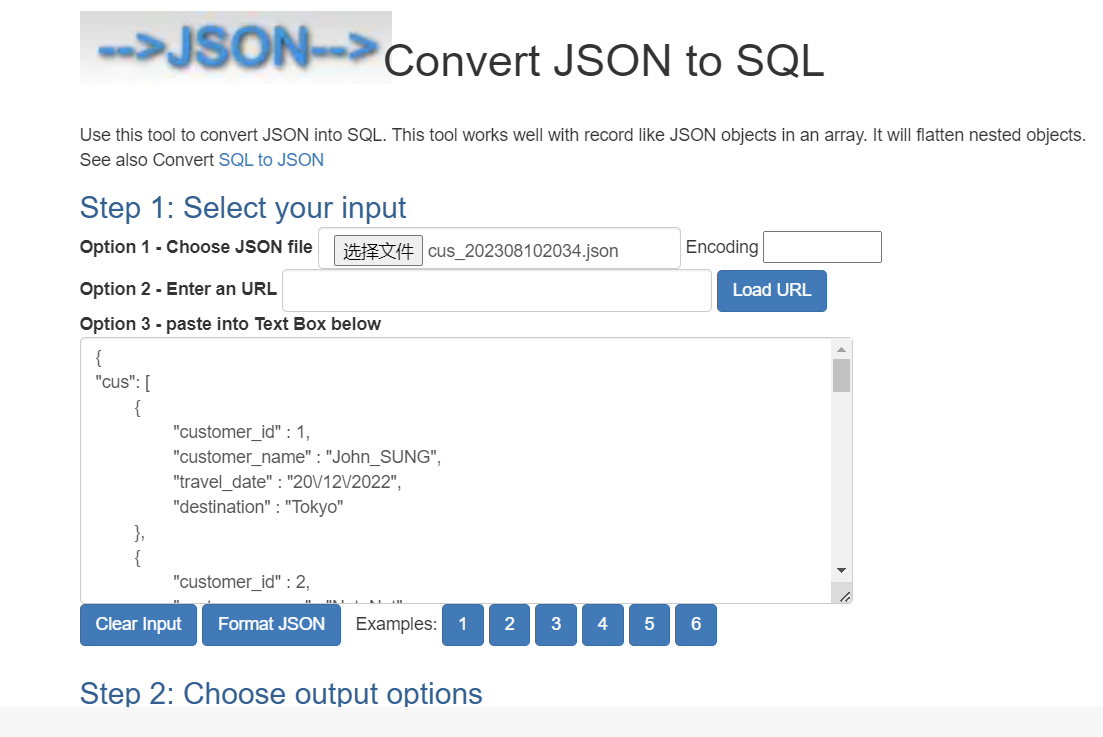 -->JSON--> Convert JSON to SQL
Use this tool to convert JSON into SQL. This tool works well with record like JSON objects in an array. It will flatten nested objects.
See also Convert SQL to JSON
Step 1: Select your input
Option 1 - Choose JSON file 选择文件 cus_202308102034.json Encoding
Option 2 - Enter an URL Load URL
Option 3 - paste into Text Box below
{
"cus": [
{
"customer_id" : 1,
"customer_name" : "John_SUNG",
"travel_date" : "20\/12\/2022",
"destination" : "Tokyo"
},
{
"customer_id" : 2,
Clear Input Format JSON Examples: 1 2 3 4 5 6
Step 2: Choose output options